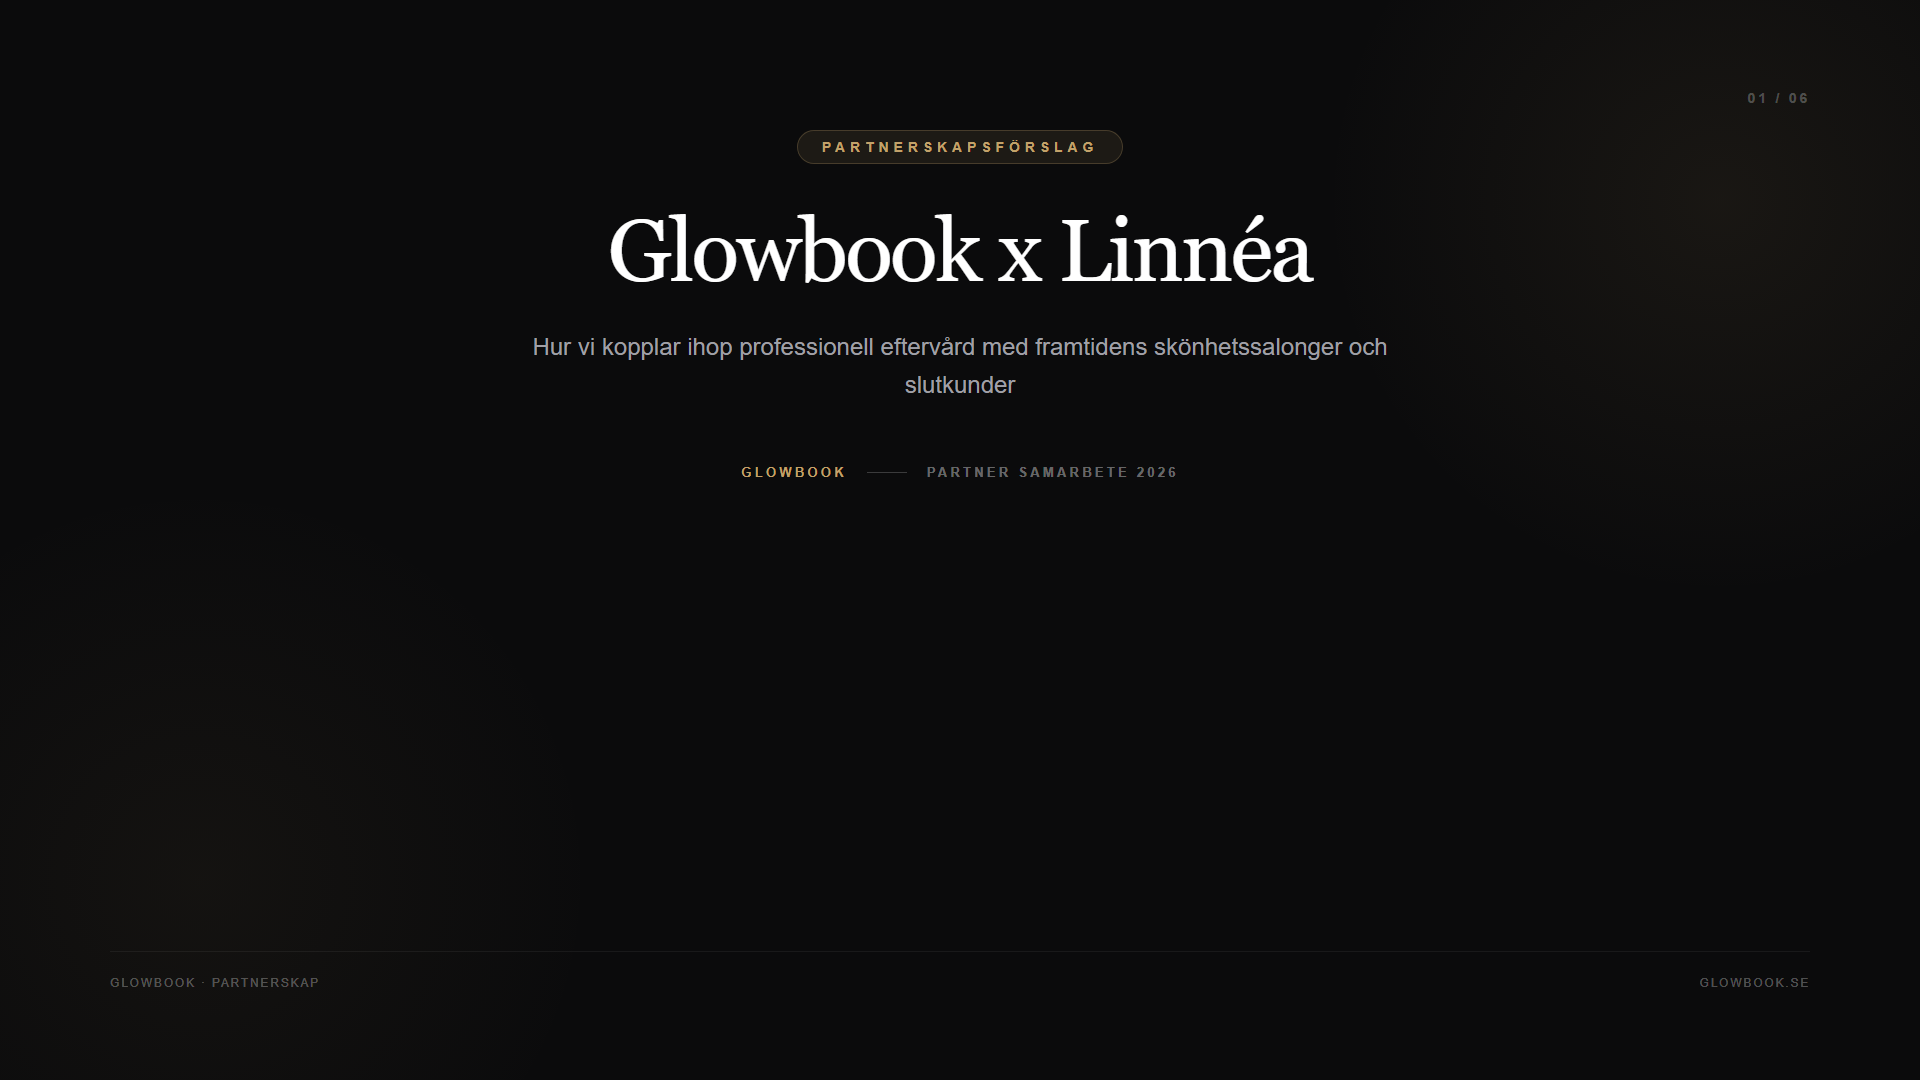 01 / 06
PARTNERSKAPSFÖRSLAG
Glowbook x Linnéa
Hur vi kopplar ihop professionell eftervård med framtidens skönhetssalonger och
slutkunder
GLOWBOOK PARTNER SAMARBETE 2026
GLOWBOOK · PARTNERSKAP
GLOWBOOK.SE